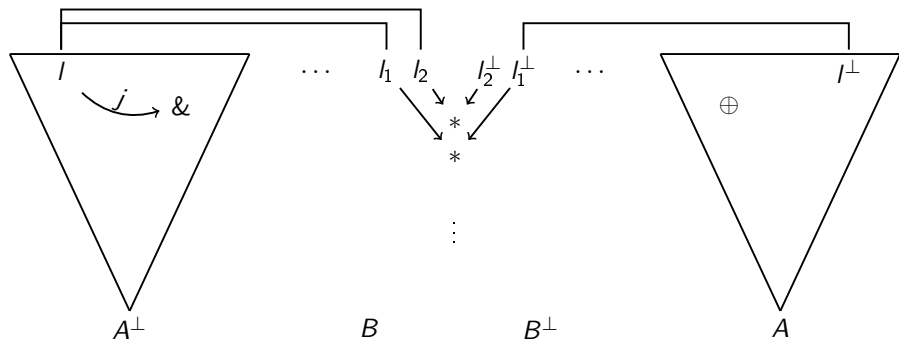 l ⋯ l₁ l₂ l₂^⊥ l₁^⊥ ⋯ l^⊥
j & ⊕
*
*
⋮
A^⊥ B B^⊥ A